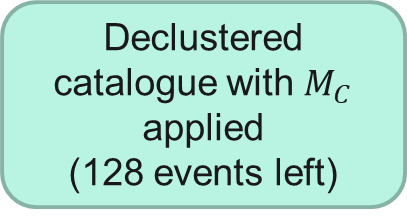 Declustered
catalogue with M_C
applied
(128 events left)